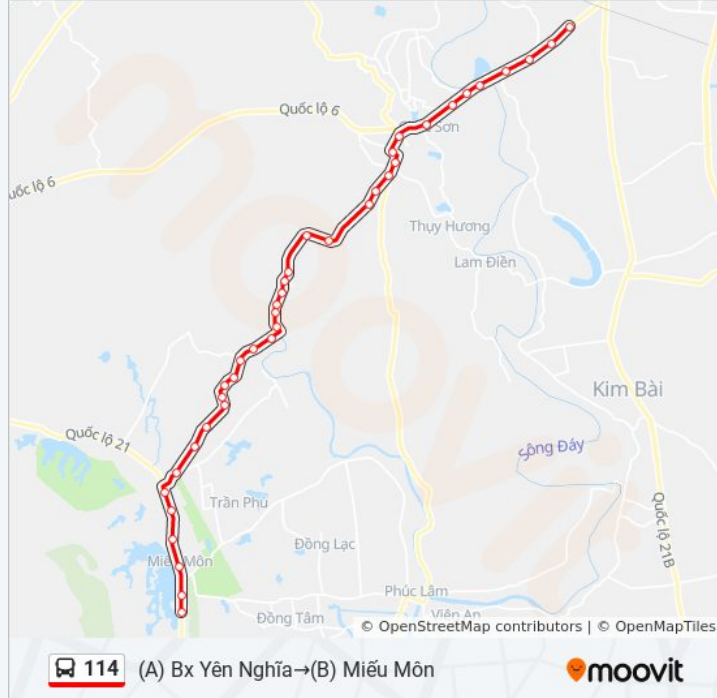 Quốc lộ 6
Sơn
uốc lộ 6
Thụy Hương
Lam Điền
Kim Bài
Quốc lộ 21
Sông Đáy
Trần Phú
Quốc lộ 21B
Đồng Lạc
Miếu Môn
Phúc Lâm
Đồng Tâm
Viên An
© OpenStreetMap contributors | © OpenMapTiles
114 (A) Bx Yên Nghĩa→(B) Miếu Môn
moovit
moovit